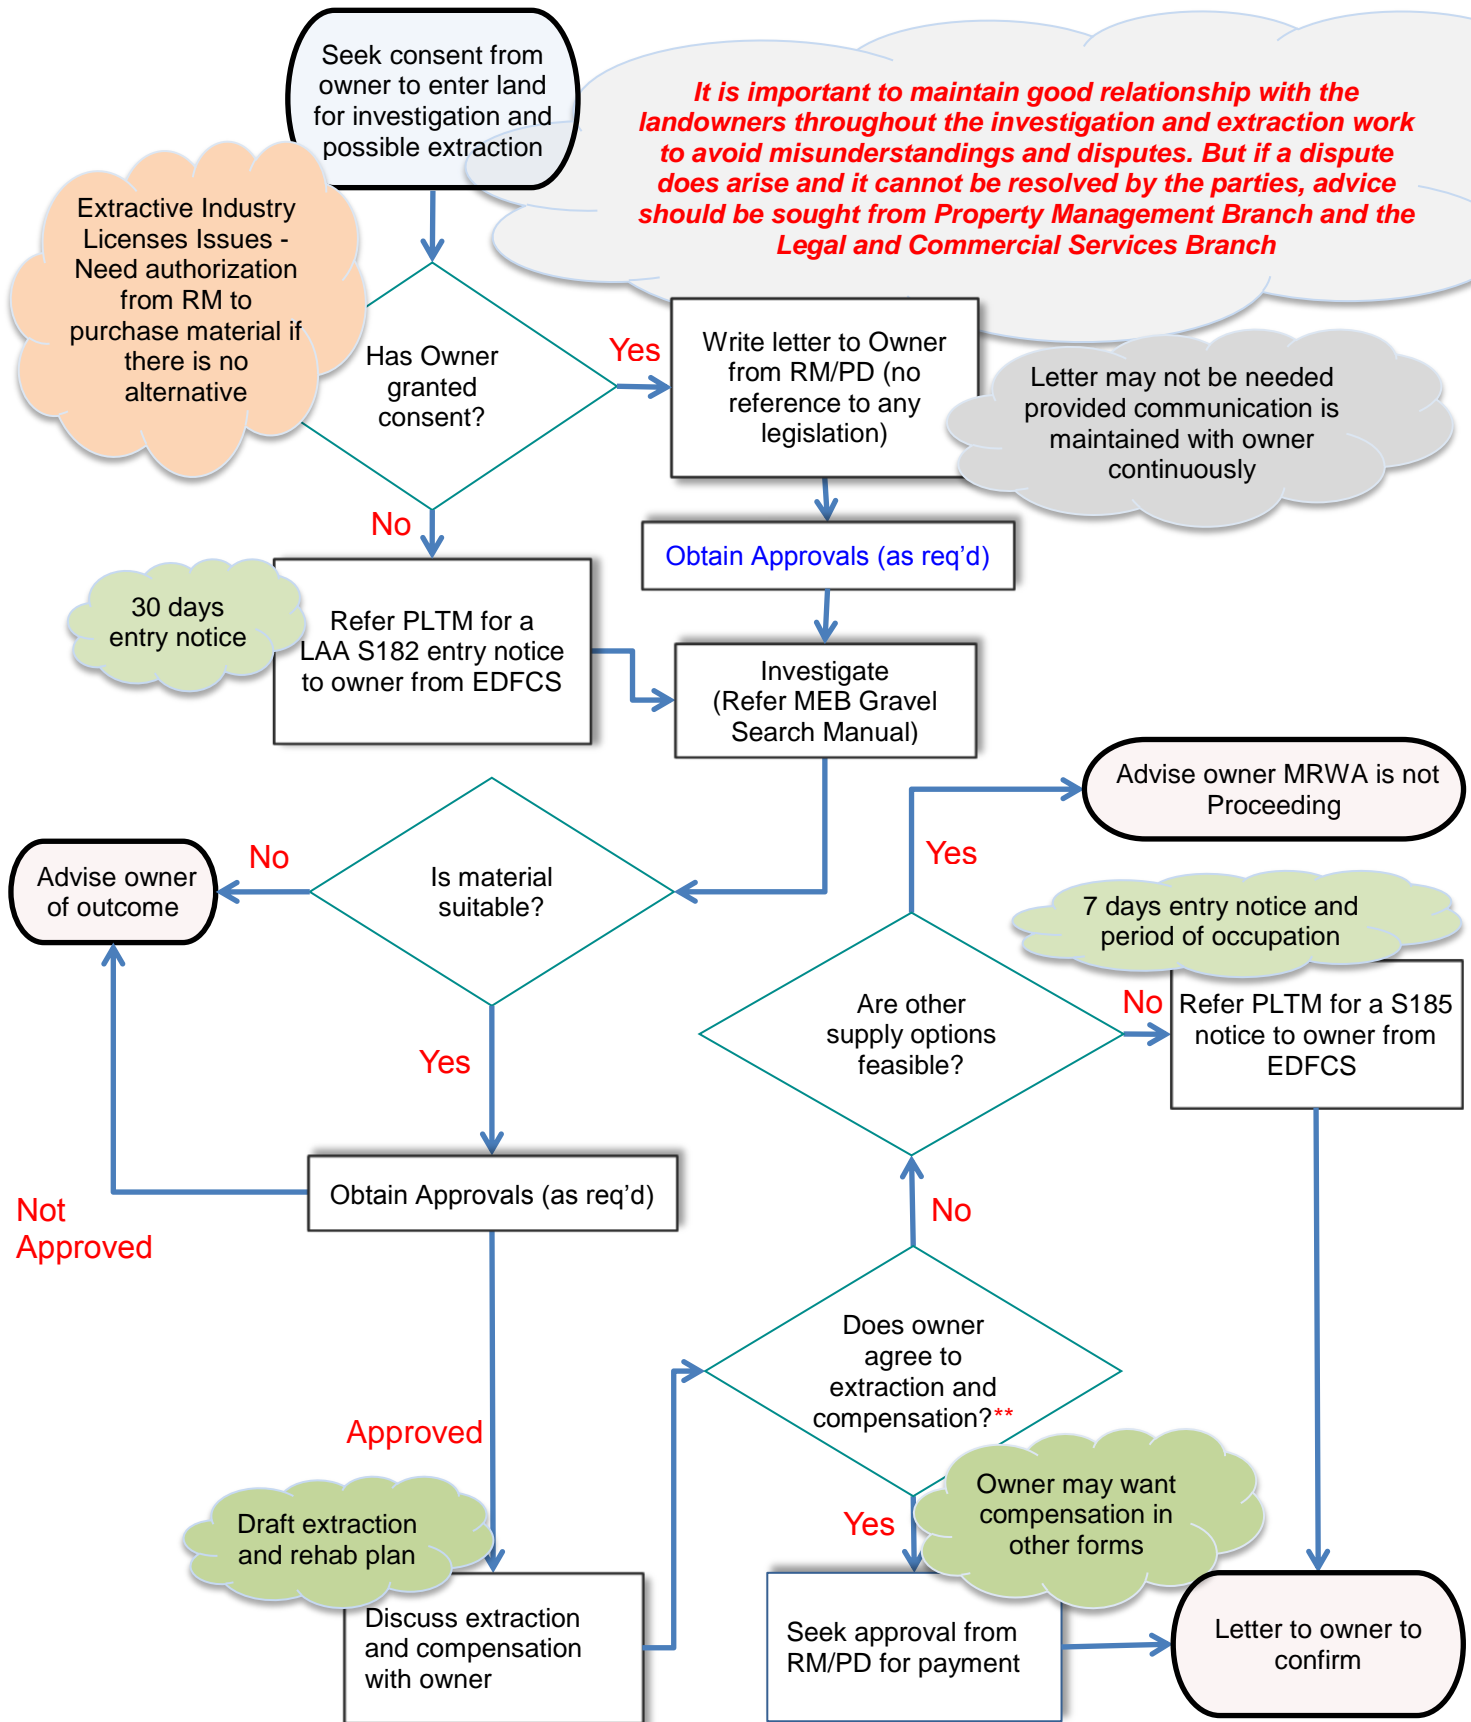 Seek consent from
owner to enter land
for investigation and
possible extraction
It is important to maintain good relationship with the
landowners throughout the investigation and extraction work
to avoid misunderstandings and disputes. But if a dispute
does arise and it cannot be resolved by the parties, advice
should be sought from Property Management Branch and the
Legal and Commercial Services Branch
Extractive Industry
Licenses Issues -
Need authorization
from RM to
purchase material if
there is no
alternative
Has Owner
granted
consent?
Yes
Write letter to Owner
from RM/PD (no
reference to any
legislation)
Letter may not be needed
provided communication is
maintained with owner
continuously
No
Obtain Approvals (as req'd)
30 days
entry notice
Refer PLTM for a
LAA S182 entry notice
to owner from EDFCS
Investigate
(Refer MEB Gravel
Search Manual)
Advise owner MRWA is not
Proceeding
Yes
No
Advise owner
of outcome
Is material
suitable?
7 days entry notice and
period of occupation
Are other
supply options
feasible?
No
Refer PLTM for a S185
notice to owner from
EDFCS
Yes
Obtain Approvals (as req'd)
Not
Approved
No
Does owner
agree to
extraction and
compensation?**
Approved
Draft extraction
and rehab plan
Yes
Owner may want
compensation in
other forms
Discuss extraction
and compensation
with owner
Seek approval from
RM/PD for payment
Letter to owner to
confirm